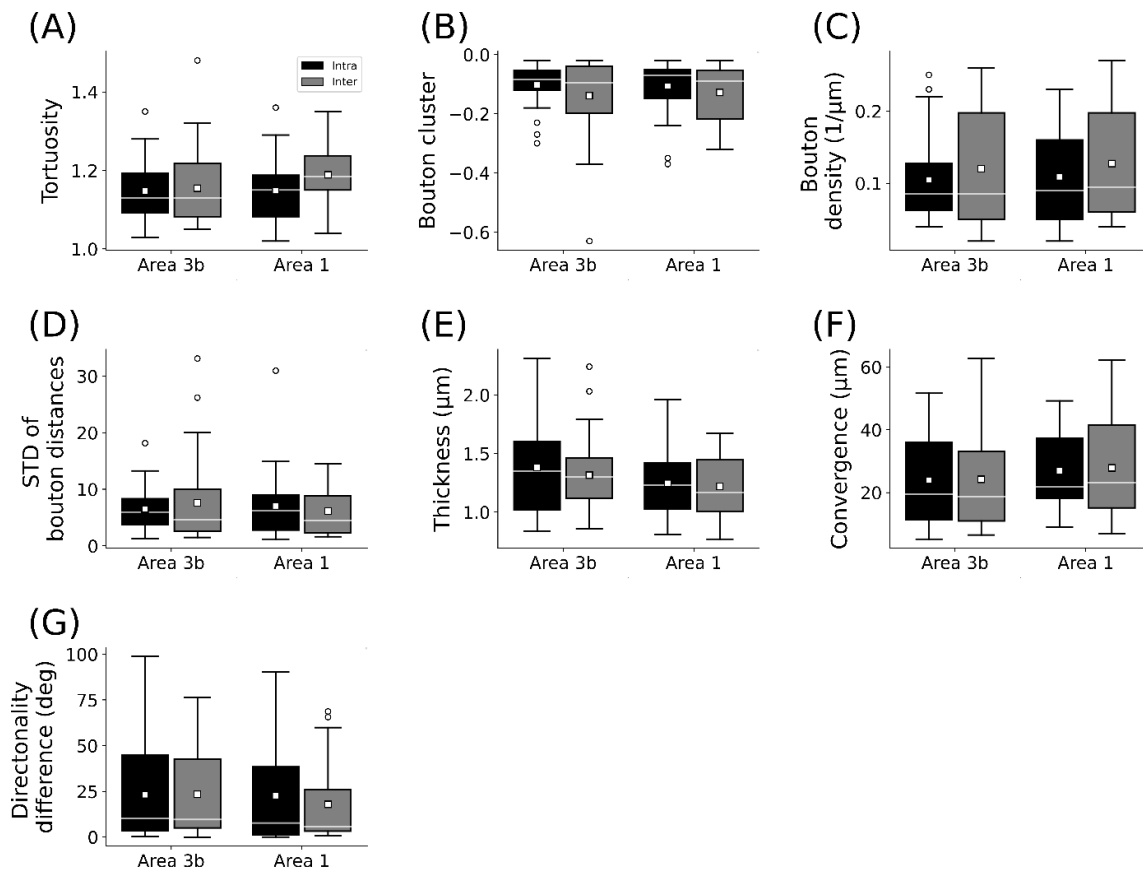 (A)
Tortuosity
1.4
1.2
1.0
Intra
Inter
Area 3b
Area 1
(B)
Bouton cluster
0.0
−0.2
−0.4
−0.6
Area 3b
Area 1
(C)
Bouton
density (1/μm)
0.2
0.1
Area 3b
Area 1
(D)
STD of
bouton distances
30
20
10
0
Area 3b
Area 1
(E)
Thickness (μm)
2.0
1.5
1.0
Area 3b
Area 1
(F)
Convergence (μm)
60
40
20
Area 3b
Area 1
(G)
Directonality
difference (deg)
100
75
50
25
0
Area 3b
Area 1